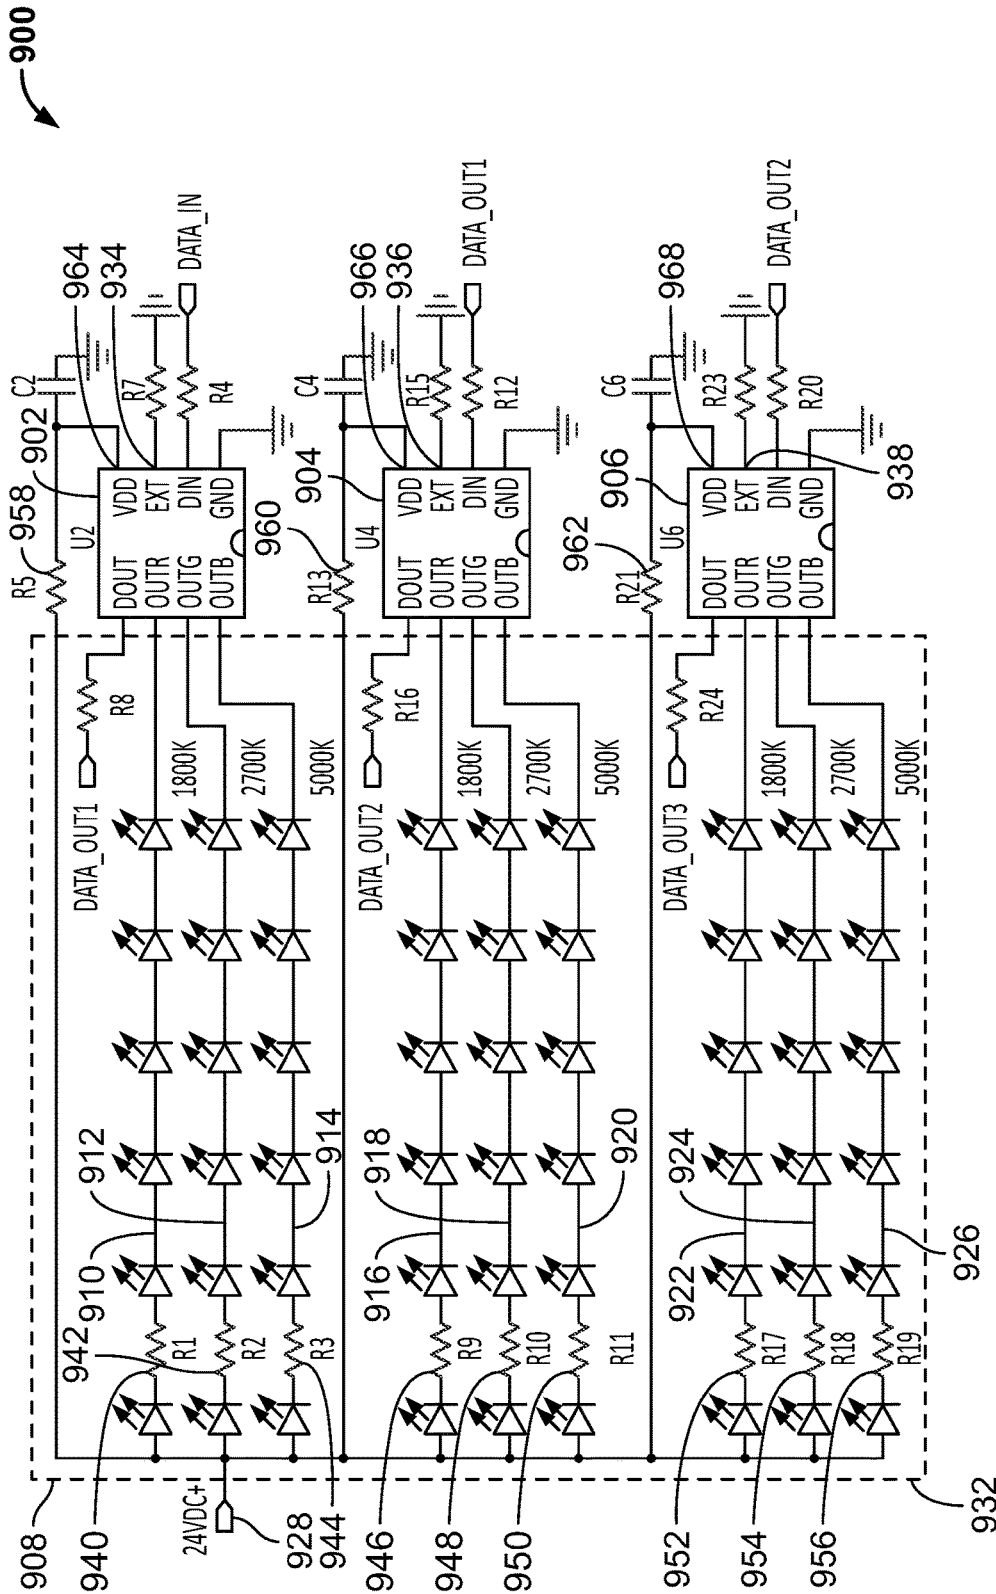 900
908
24VDC+
928
940
942
944
910
912
914
R1
R2
R3
1800K
2700K
5000K
DATA_OUT1
R8
R5
958
902
U2
DOUT
OUTR
OUTG
OUTB
VDD
EXT
DIN
GND
C2
964
934
R7
R4
DATA_IN
946
948
950
916
918
920
R9
R10
R11
1800K
2700K
5000K
DATA_OUT2
R16
R13
960
904
U4
DOUT
OUTR
OUTG
OUTB
VDD
EXT
DIN
GND
C4
966
936
R15
R12
DATA_OUT1
952
954
956
922
924
926
R17
R18
R19
1800K
2700K
5000K
DATA_OUT3
R24
R21
962
906
U6
DOUT
OUTR
OUTG
OUTB
VDD
EXT
DIN
GND
C6
968
938
R23
R20
DATA_OUT2
932